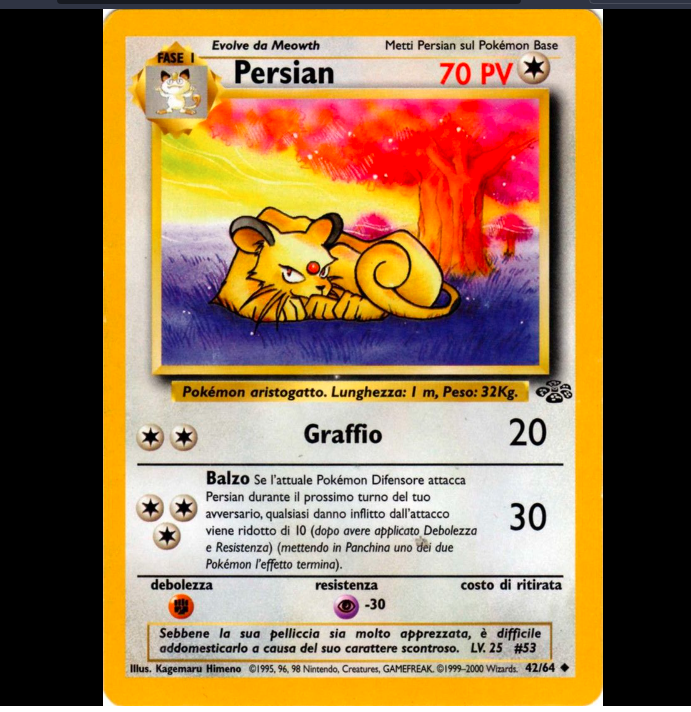 Evolve da Meowth
Metti Persian sul Pokémon Base
FASE 1
Persian
70 PV
Pokémon aristogatto. Lunghezza: 1 m, Peso: 32Kg.
Graffio
20
Balzo Se l'attuale Pokémon Difensore attacca
Persian durante il prossimo turno del tuo
avversario, qualsiasi danno inflitto dall'attacco
viene ridotto di 10 (dopo avere applicato Debolezza
e Resistenza) (mettendo in Panchina uno dei due
Pokémon l'effetto termina).
30
debolezza
resistenza
costo di ritirata
-30
Sebbene la sua pelliccia sia molto apprezzata, è difficile
addomesticarlo a causa del suo carattere scontroso. LV. 25 #53
Illus. Kagemaru Himeno ©1995, 96, 98 Nintendo, Creatures, GAMEFREAK. ©1999-2000 Wizards. 42/64